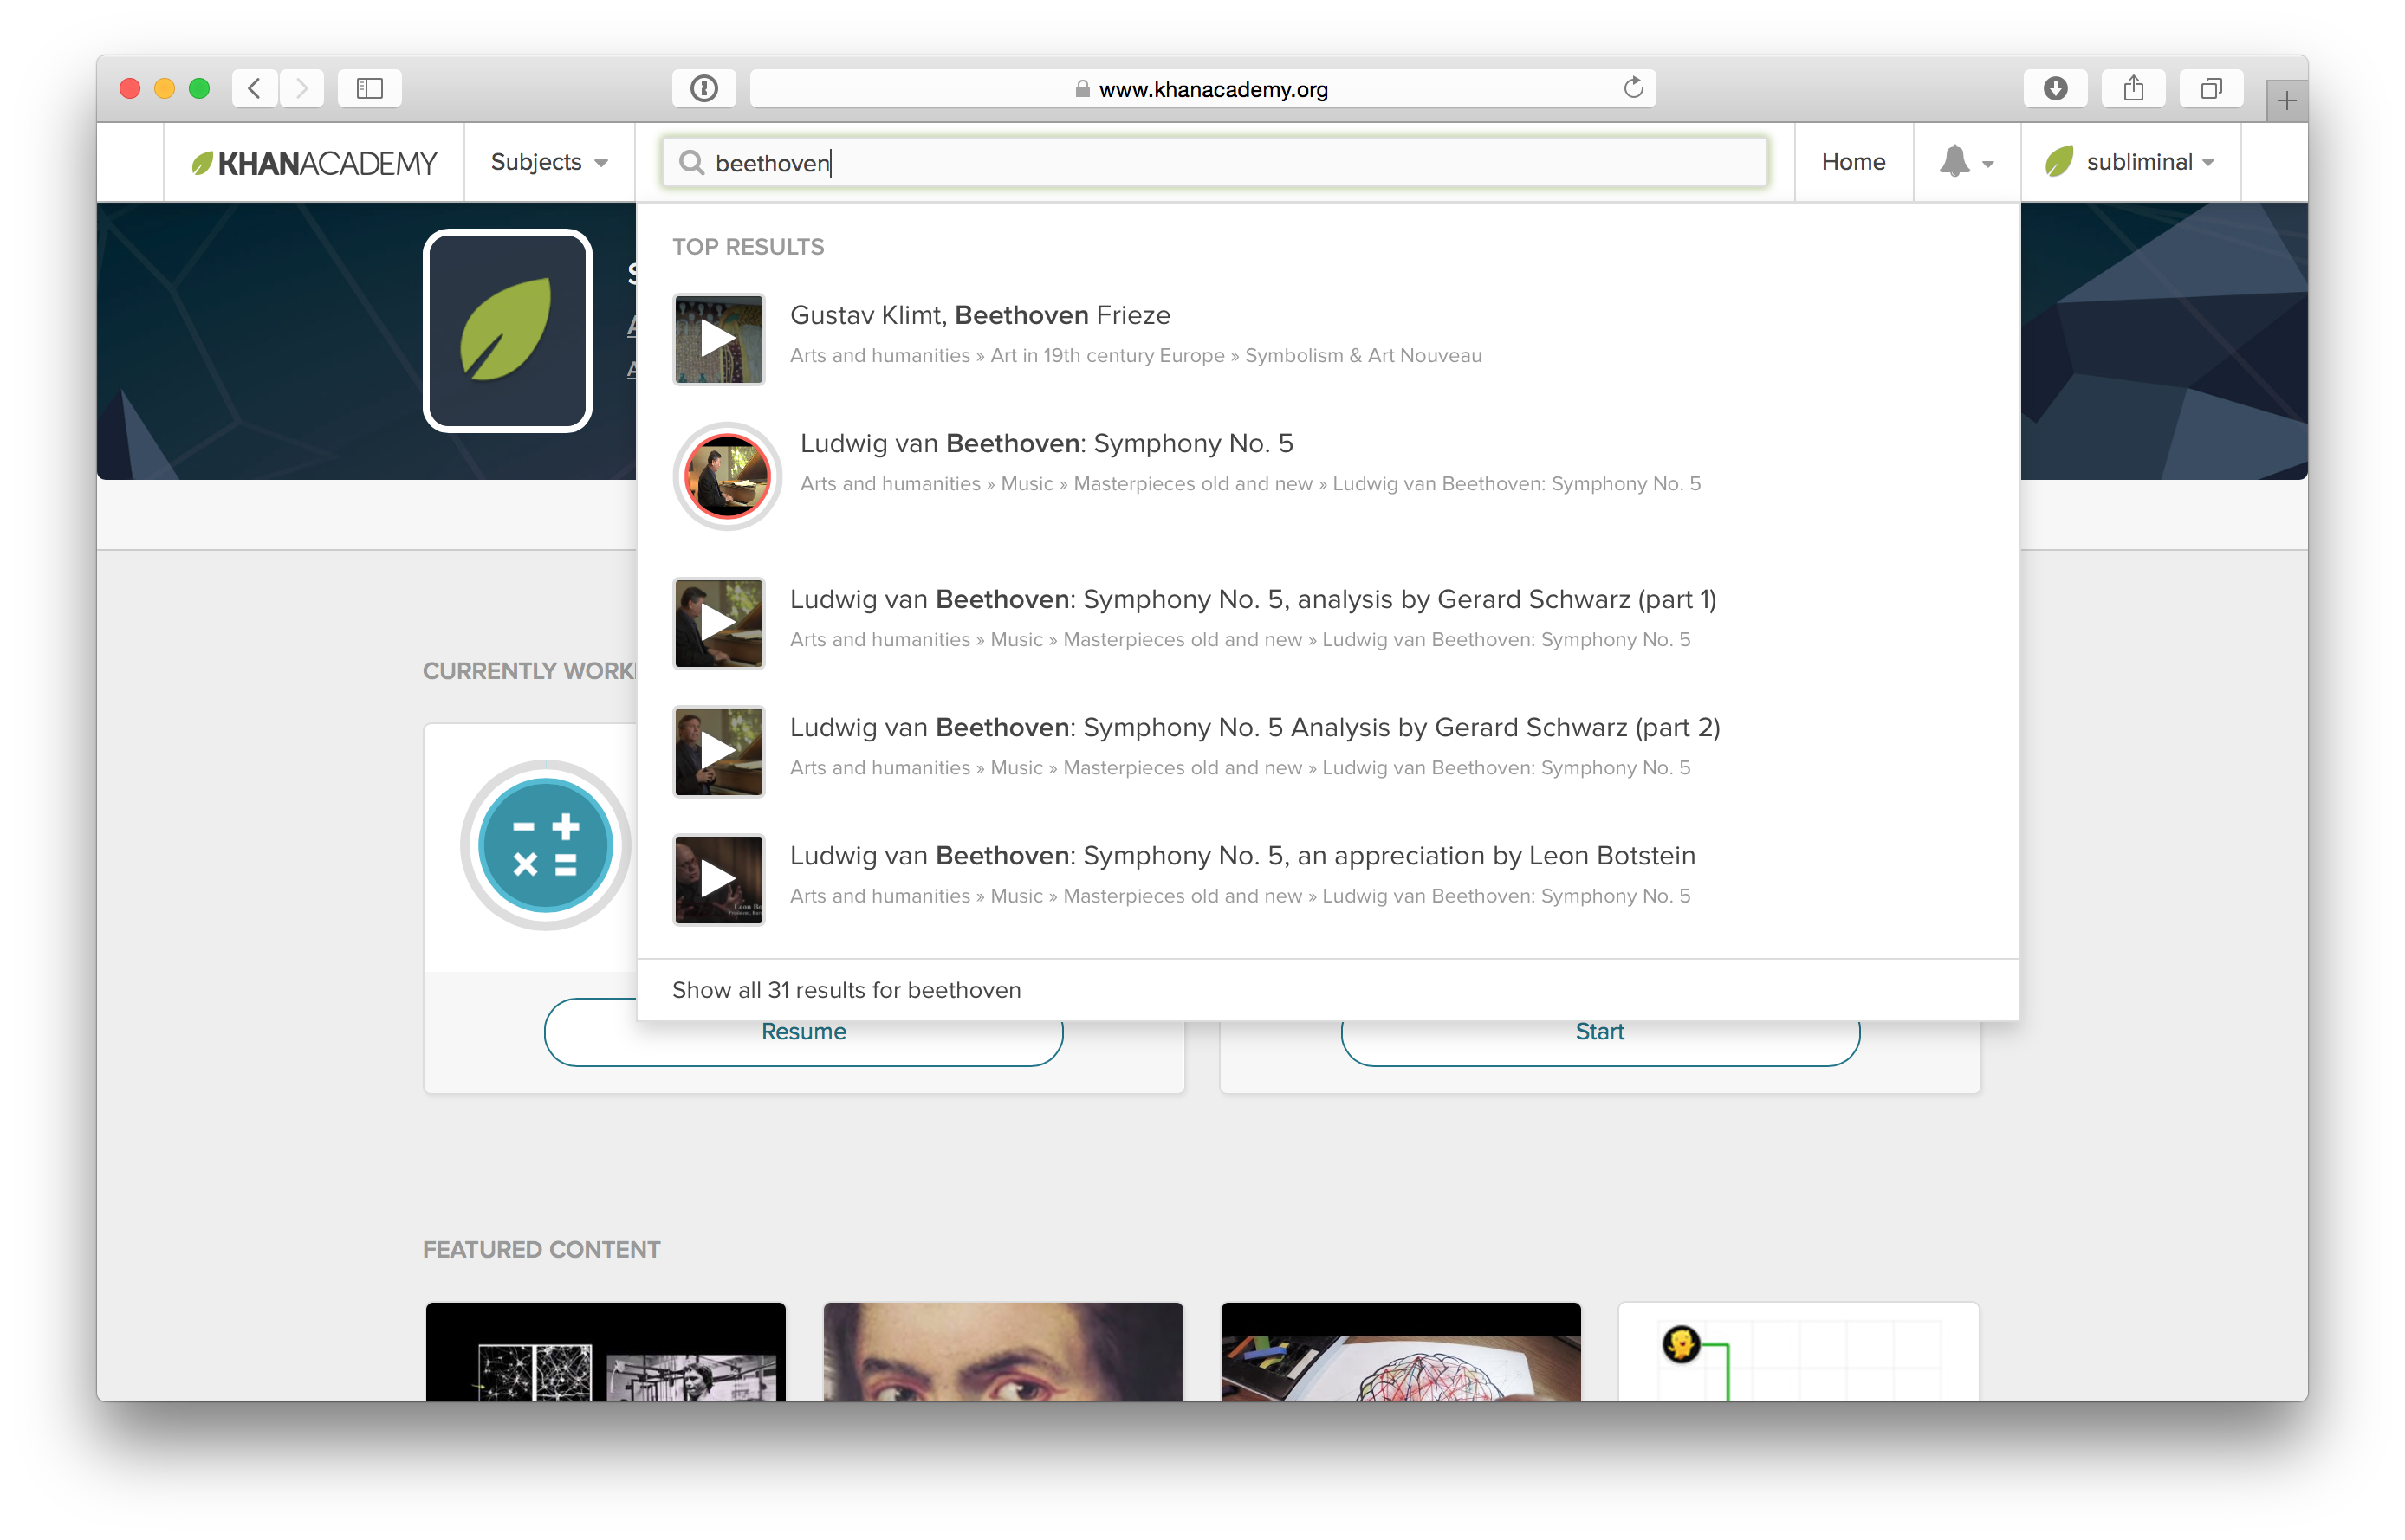 www.khanacademy.org
KHANACADEMY
Subjects
beethoven
Home
subliminal
TOP RESULTS
Gustav Klimt, Beethoven Frieze
Arts and humanities » Art in 19th century Europe » Symbolism & Art Nouveau
Ludwig van Beethoven: Symphony No. 5
Arts and humanities » Music » Masterpieces old and new » Ludwig van Beethoven: Symphony No. 5
Ludwig van Beethoven: Symphony No. 5, analysis by Gerard Schwarz (part 1)
Arts and humanities » Music » Masterpieces old and new » Ludwig van Beethoven: Symphony No. 5
Ludwig van Beethoven: Symphony No. 5 Analysis by Gerard Schwarz (part 2)
Arts and humanities » Music » Masterpieces old and new » Ludwig van Beethoven: Symphony No. 5
Ludwig van Beethoven: Symphony No. 5, an appreciation by Leon Botstein
Arts and humanities » Music » Masterpieces old and new » Ludwig van Beethoven: Symphony No. 5
Show all 31 results for beethoven
CURRENTLY
Resume
Start
FEATURED CONTENT